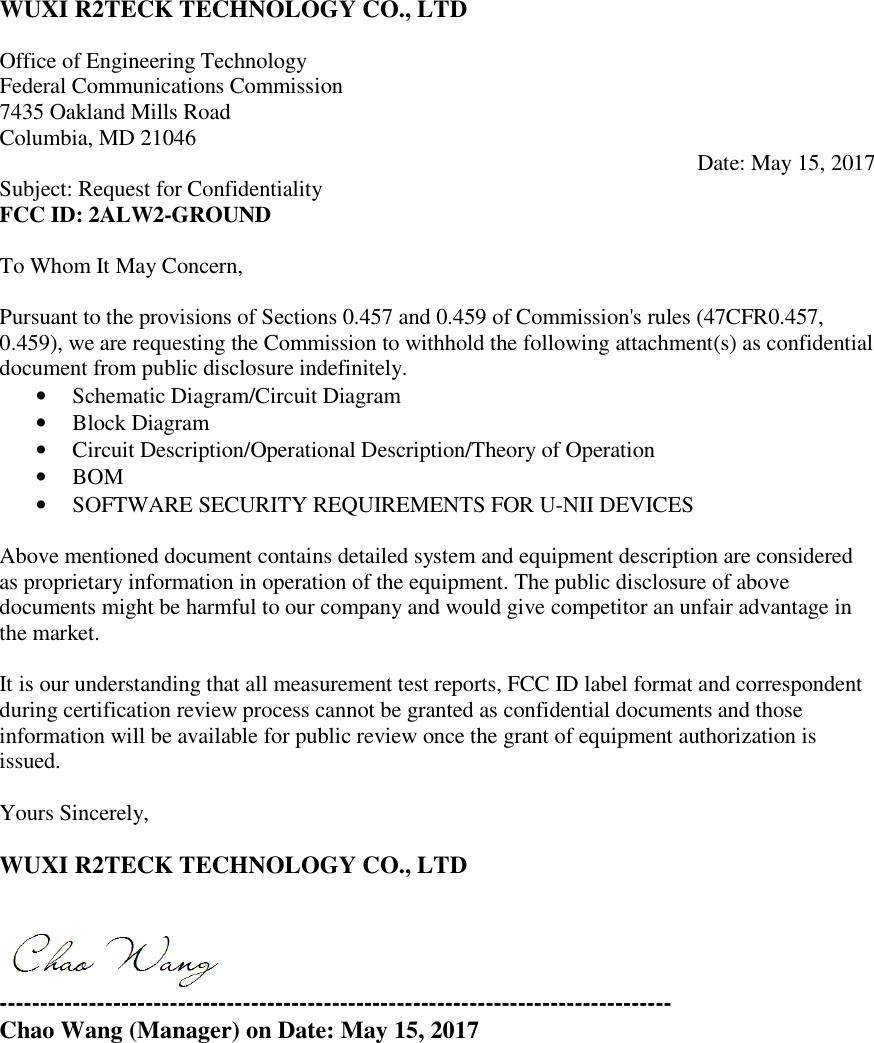 WUXI R2TECK TECHNOLOGY CO., LTD
Office of Engineering Technology
Federal Communications Commission
7435 Oakland Mills Road
Columbia, MD 21046
Date: May 15, 2017
Subject: Request for Confidentiality
FCC ID: 2ALW2-GROUND
To Whom It May Concern,
Pursuant to the provisions of Sections 0.457 and 0.459 of Commission's rules (47CFR0.457,
0.459), we are requesting the Commission to withhold the following attachment(s) as confidential
document from public disclosure indefinitely.
• Schematic Diagram/Circuit Diagram
• Block Diagram
• Circuit Description/Operational Description/Theory of Operation
• BOM
• SOFTWARE SECURITY REQUIREMENTS FOR U-NII DEVICES
Above mentioned document contains detailed system and equipment description are considered
as proprietary information in operation of the equipment. The public disclosure of above
documents might be harmful to our company and would give competitor an unfair advantage in
the market.
It is our understanding that all measurement test reports, FCC ID label format and correspondent
during certification review process cannot be granted as confidential documents and those
information will be available for public review once the grant of equipment authorization is
issued.
Yours Sincerely,
WUXI R2TECK TECHNOLOGY CO., LTD
Chao Wang
-----------------------------------------------------------------------------------
Chao Wang (Manager) on Date: May 15, 2017